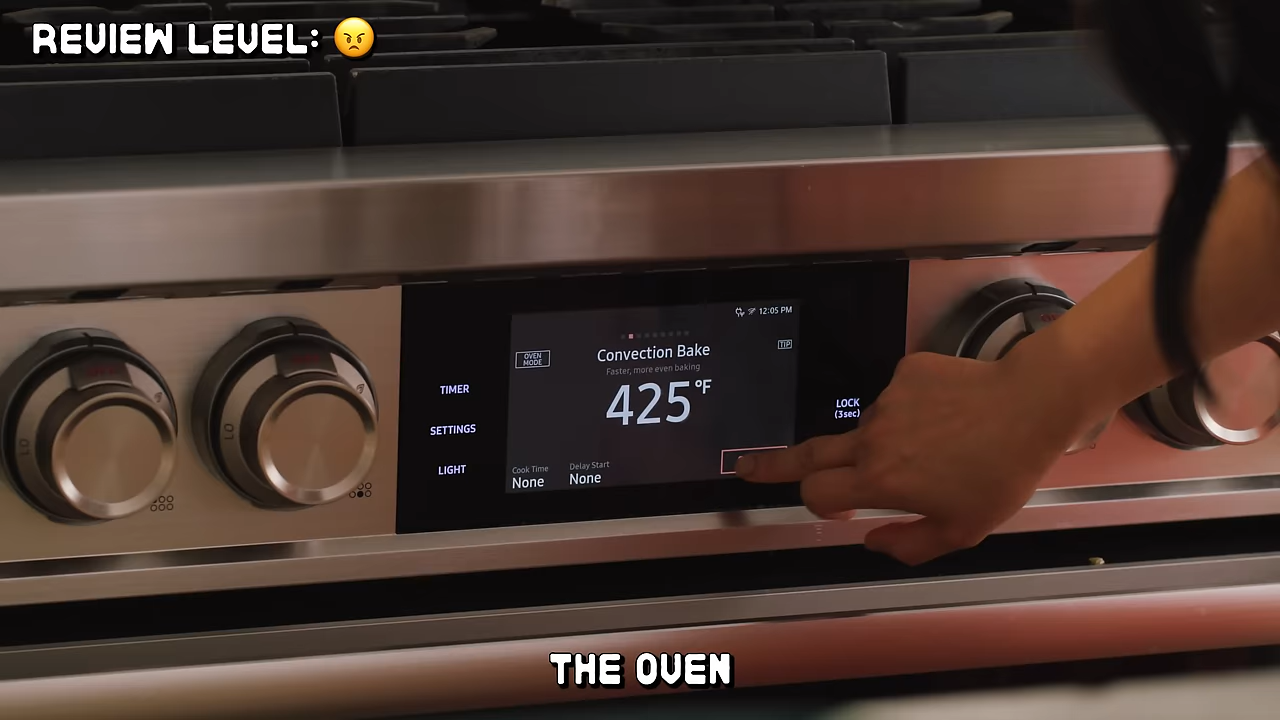 REVIEW LEVEL: 😠
12:05 PM
OVEN
MODE
Convection Bake
TIP
Faster, more even baking
425°F
TIMER
SETTINGS
LIGHT
LOCK
(3sec)
Cook Time
None
Delay Start
None
LO
LO
THE OVEN